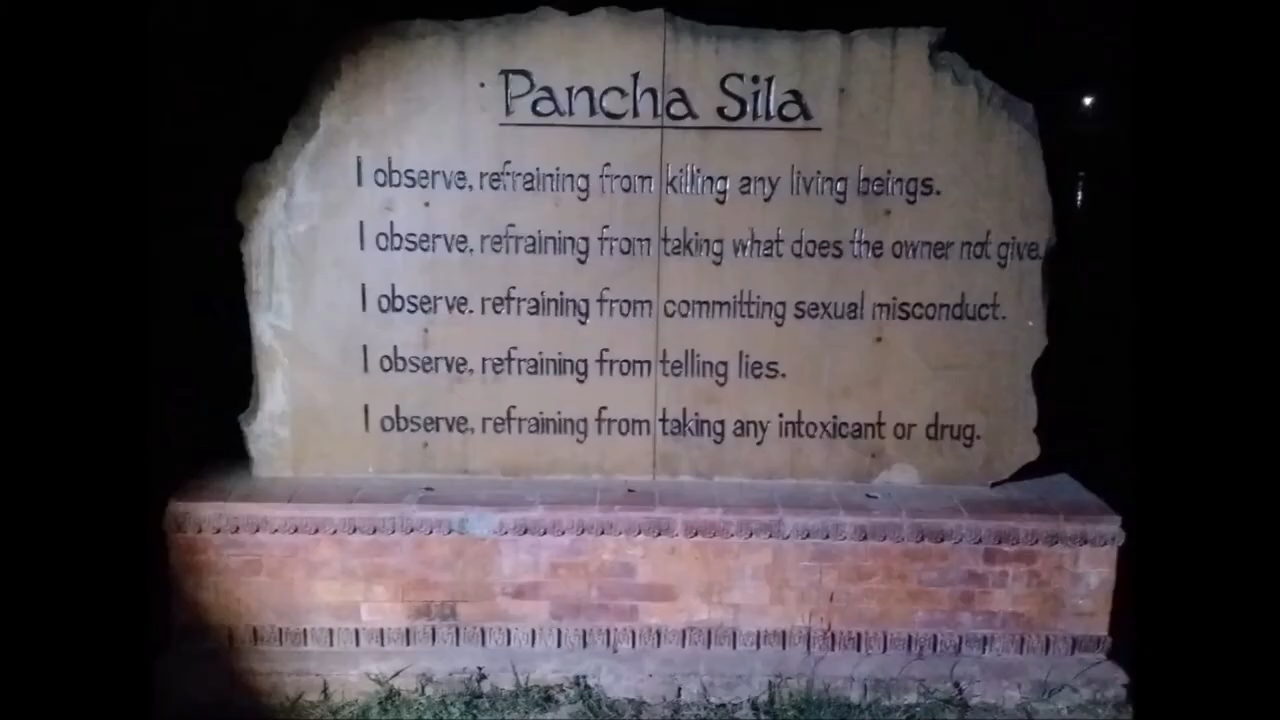 Pancha Sila
I observe, refraining from killing any living beings.
I observe, refraining from taking what does the owner not give.
I observe. refraining from committing sexual misconduct.
I observe, refraining from telling lies.
I observe, refraining from taking any intoxicant or drug.